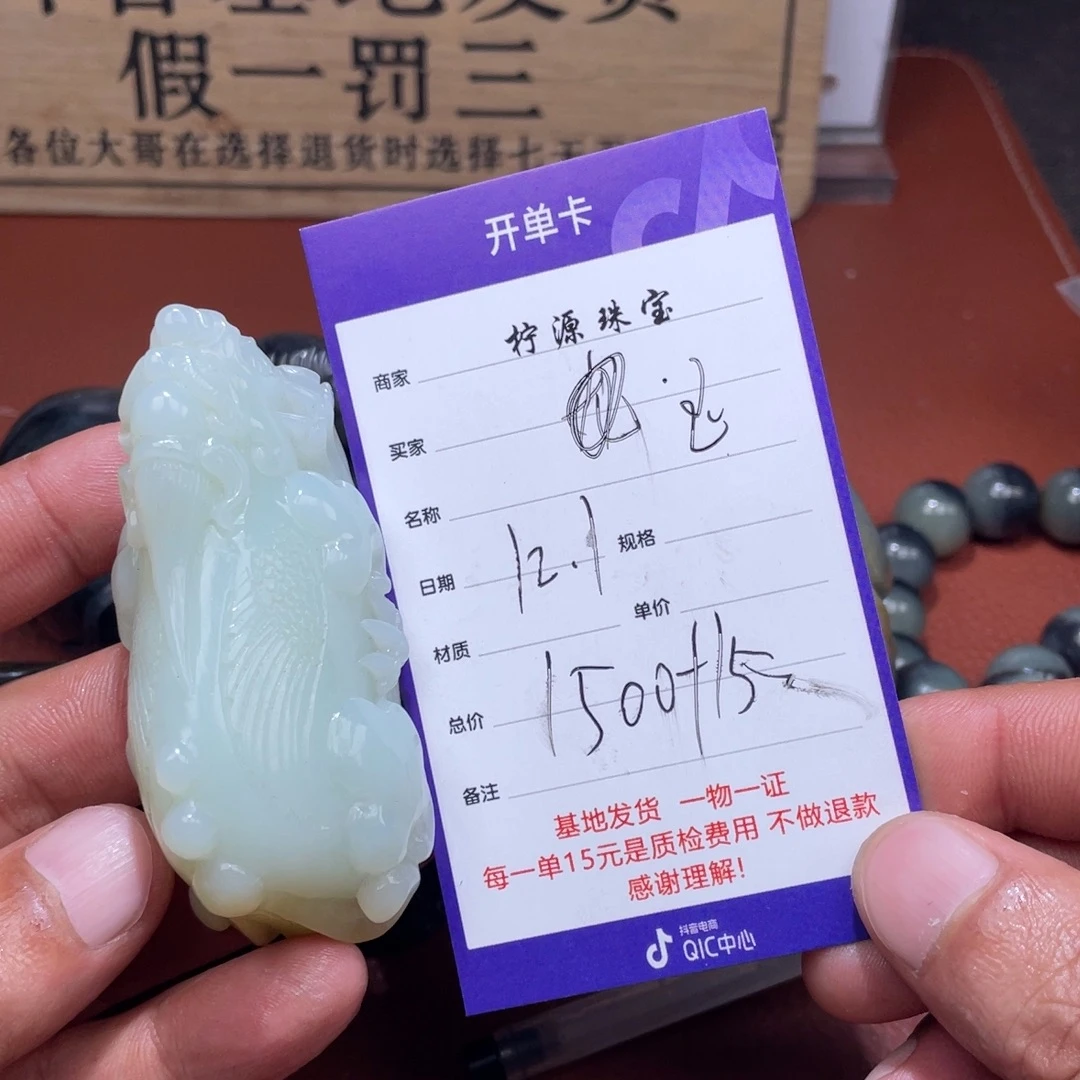 基地发货
假一罚三
各位大哥在选择退货时选择七天
开单卡
柠源珠宝
商家
买家
名称
日期 12.1 规格
材质 单价
总价 1500+15
备注
基地发货 一物一证
每一单15元是质检费用 不做退款
感谢理解!
抖音电商
QIC中心